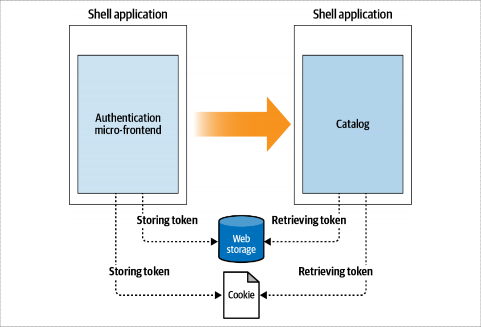 Shell application
Shell application
Authentication
micro-frontend
Catalog
Storing token
Retrieving token
Web
storage
Storing token
Retrieving token
Cookie